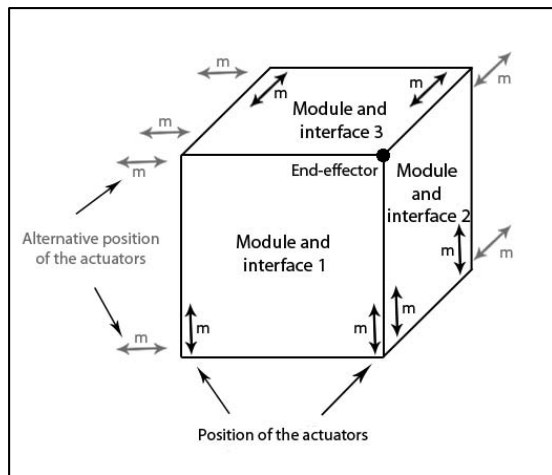 m
m
m
m
m
m
Module and
interface 3
m
End-effector
Module
and
interface 2
Alternative position
of the actuators
Module and
interface 1
m
m
m
m
m
m
Position of the actuators